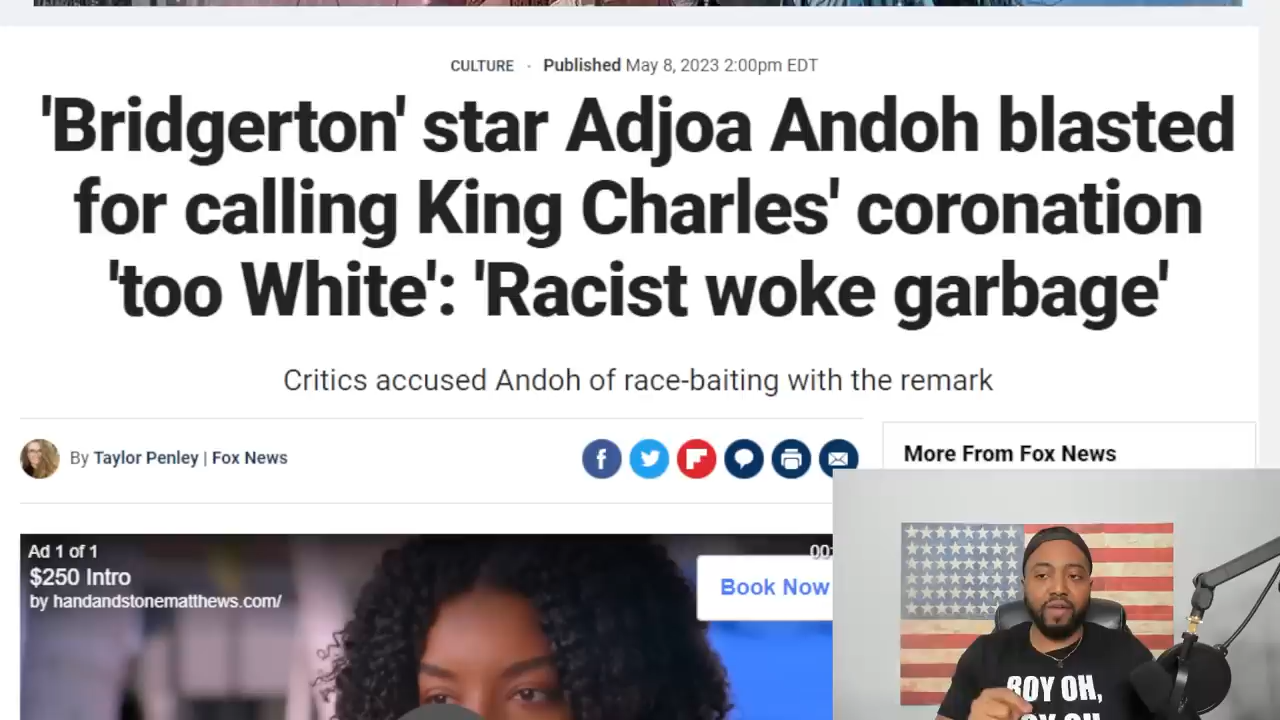 CULTURE · Published May 8, 2023 2:00pm EDT
'Bridgerton' star Adjoa Andoh blasted
for calling King Charles' coronation
'too White': 'Racist woke garbage'
Critics accused Andoh of race-baiting with the remark
By Taylor Penley | Fox News
More From Fox News
Ad 1 of 1
$250 Intro
by handandstonematthews.com/
Book Now
BOY OH,